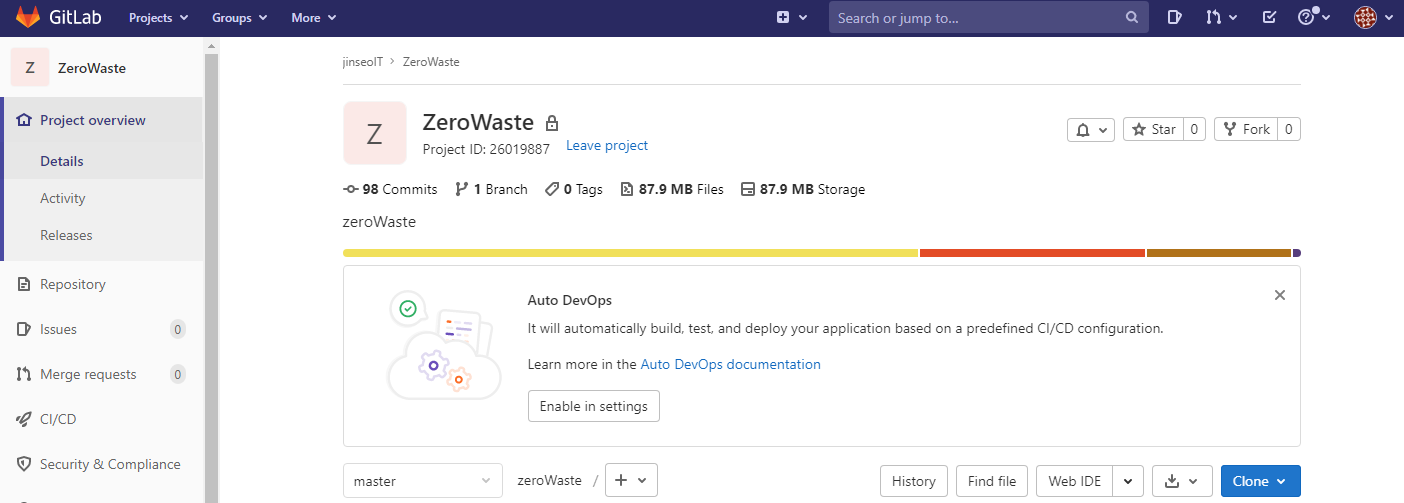 GitLab Projects Groups More Search or jump to...
Z ZeroWaste
Project overview
Details
Activity
Releases
Repository
Issues 0
Merge requests 0
CI/CD
Security & Compliance
jinseoIT > ZeroWaste
Z
ZeroWaste
Project ID: 26019887 Leave project
Star 0 Fork 0
98 Commits 1 Branch 0 Tags 87.9 MB Files 87.9 MB Storage
zeroWaste
Auto DevOps
It will automatically build, test, and deploy your application based on a predefined CI/CD configuration.
Learn more in the Auto DevOps documentation
Enable in settings
master zeroWaste / + History Find file Web IDE Clone